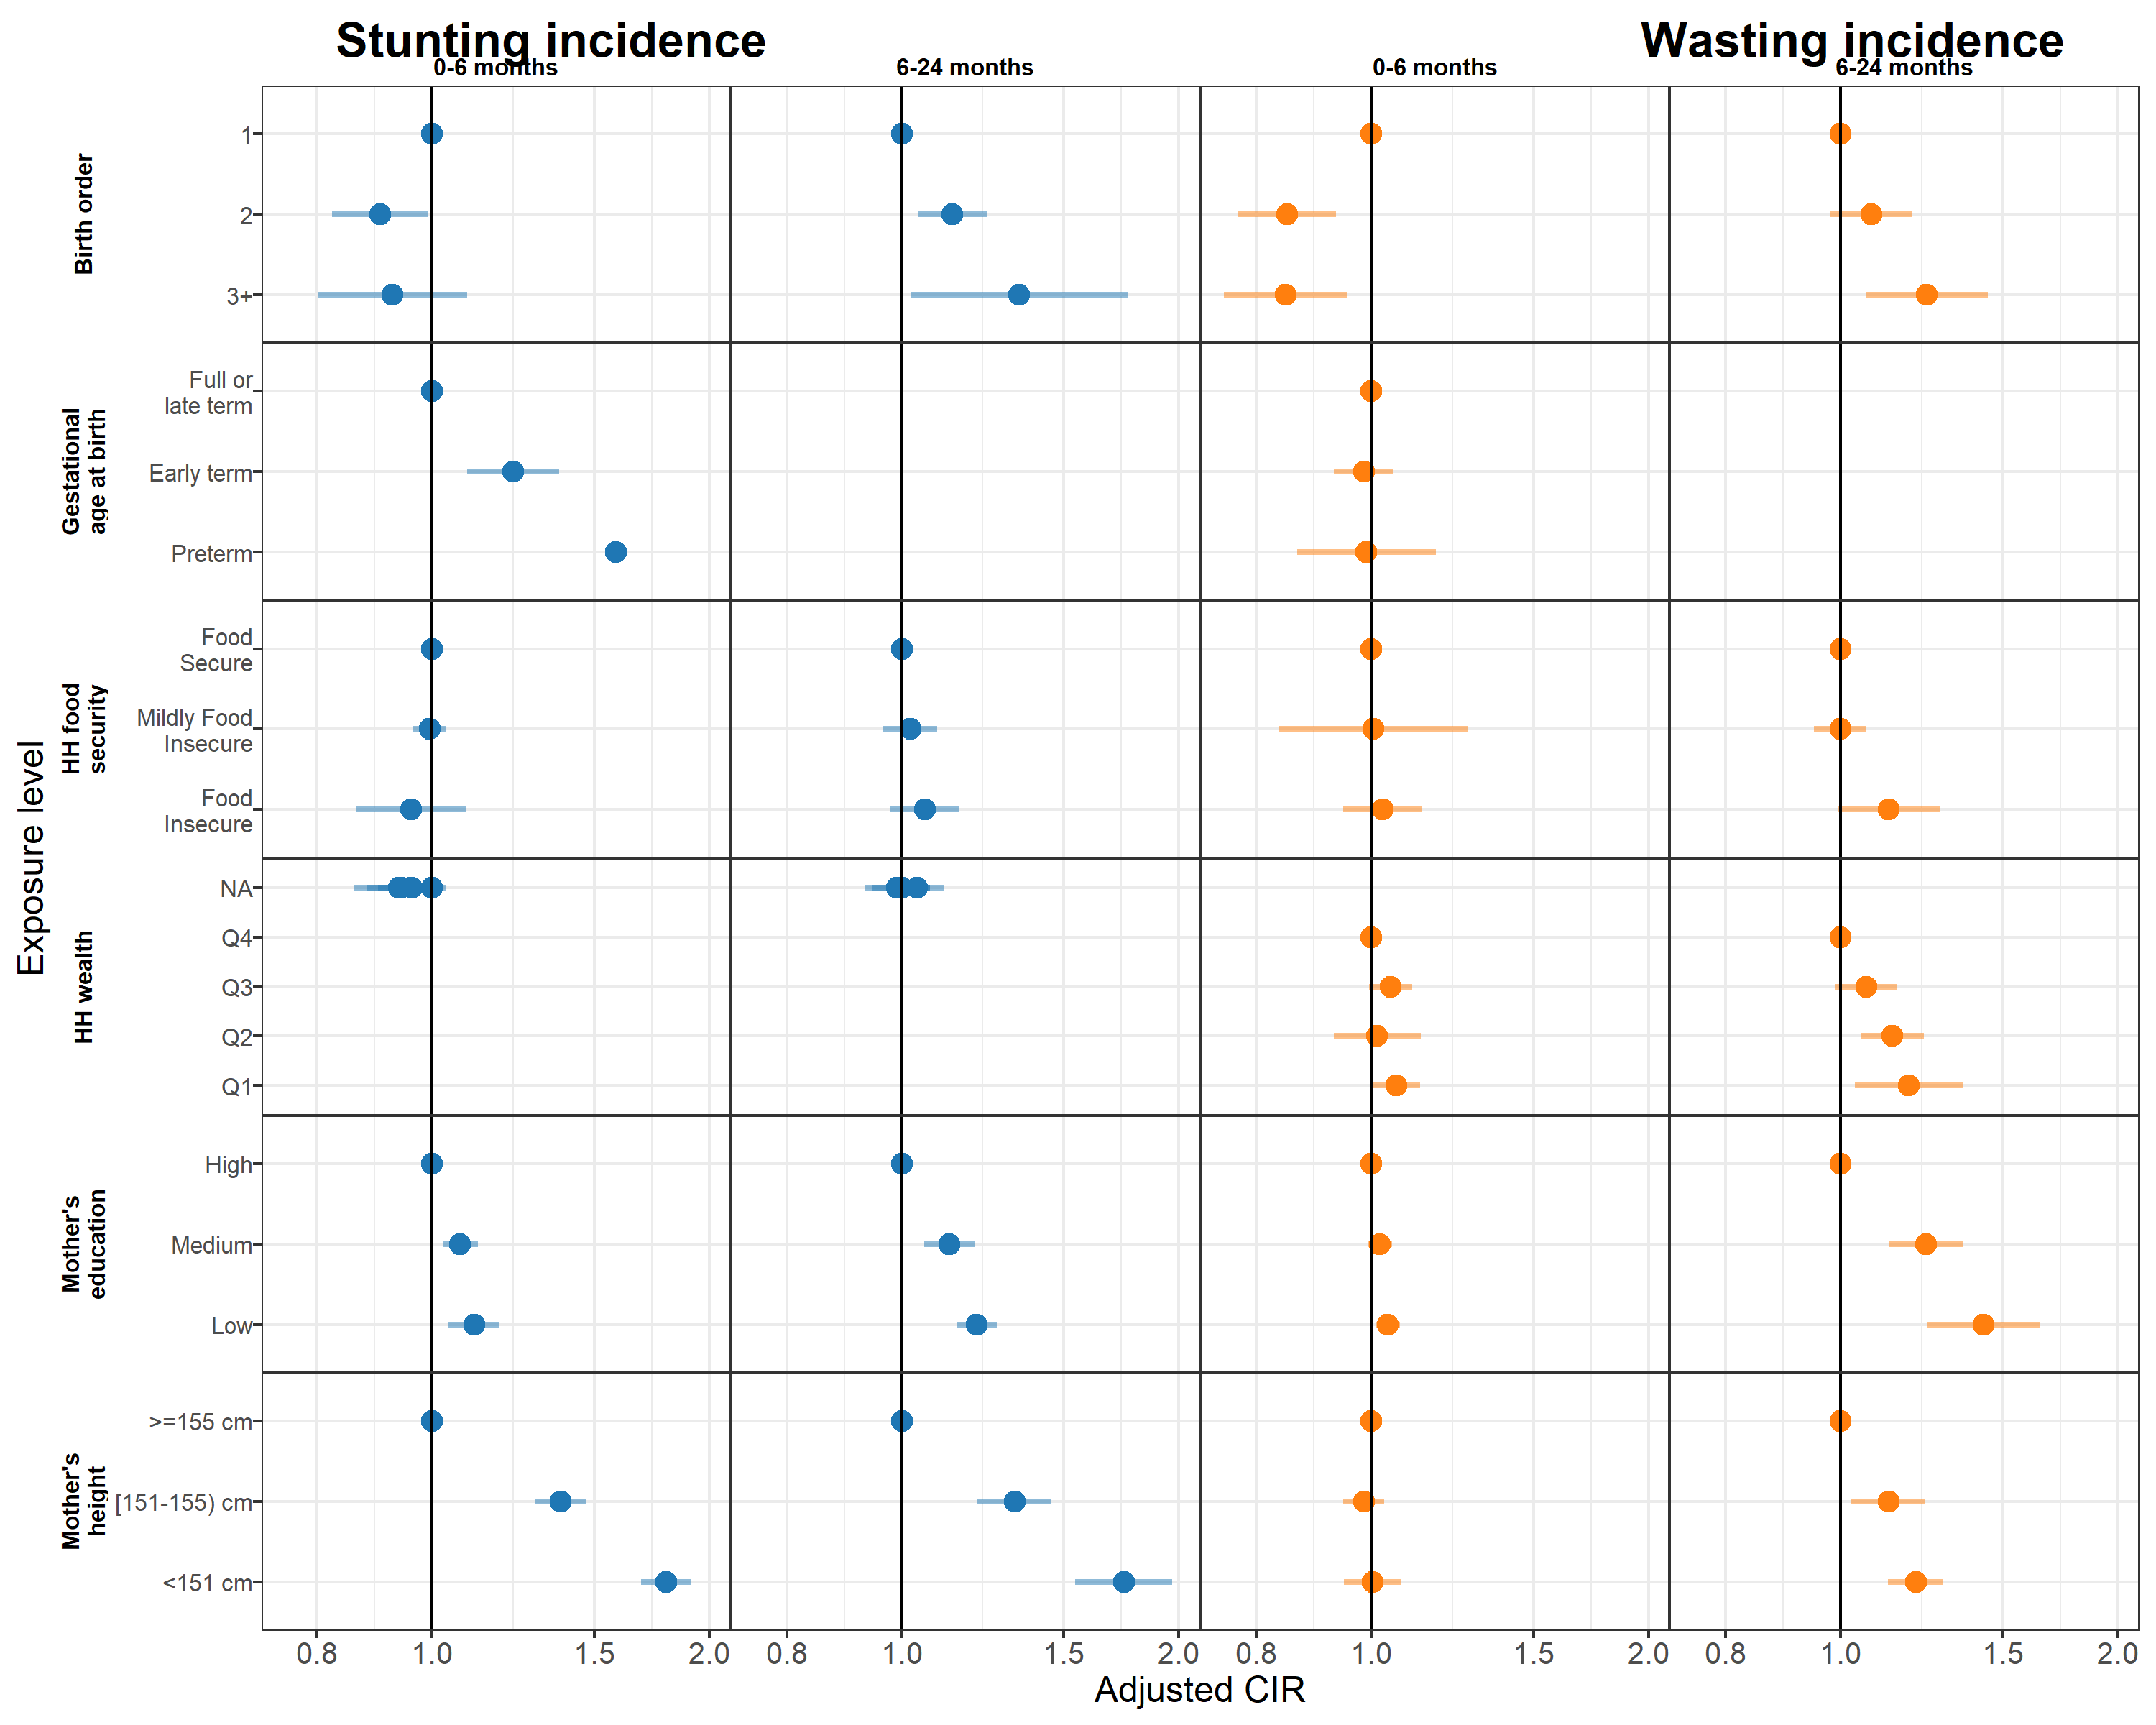 Stunting incidence
Wasting incidence
0-6 months
6-24 months
0-6 months
6-24 months
Exposure level
Birth order
1
2
3+
Gestational
age at birth
Full or
late term
Early term
Preterm
HH food
security
Food
Secure
Mildly Food
Insecure
Food
Insecure
HH wealth
NA
Q4
Q3
Q2
Q1
Mother's
education
High
Medium
Low
Mother's
height
>=155 cm
[151-155) cm
<151 cm
0.8 1.0 1.5 2.0 0.8 1.0 1.5 2.0 0.8 1.0 1.5 2.0 0.8 1.0 1.5 2.0
Adjusted CIR